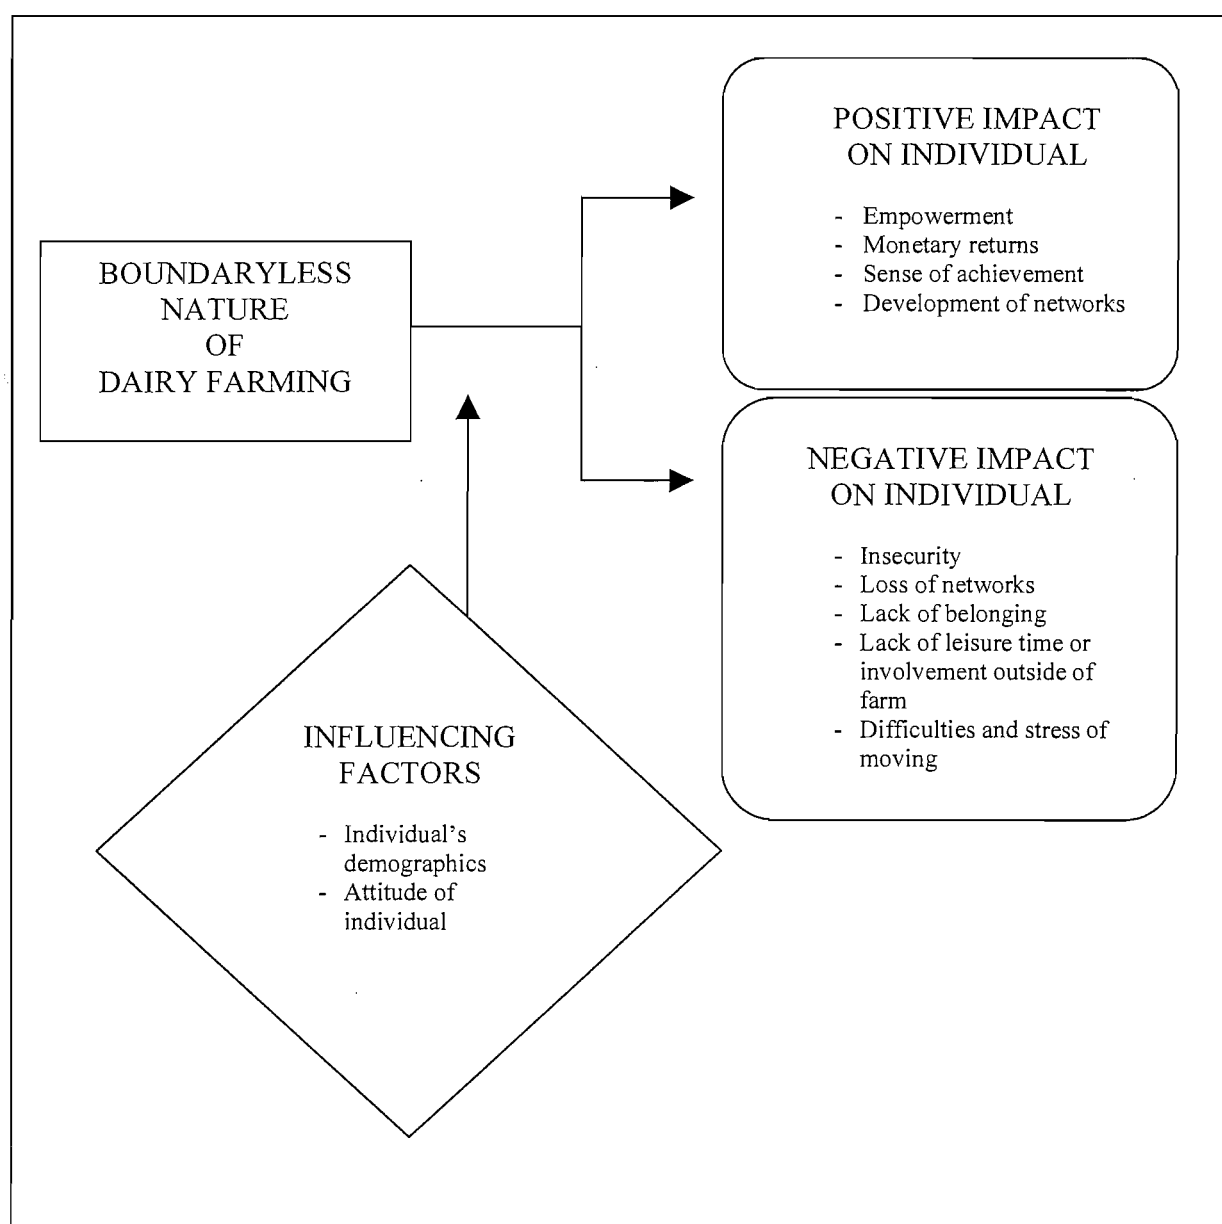 BOUNDARYLESS
NATURE
OF
DAIRY FARMING
POSITIVE IMPACT
ON INDIVIDUAL
- Empowerment
- Monetary returns
- Sense of achievement
- Development of networks
NEGATIVE IMPACT
ON INDIVIDUAL
- Insecurity
- Loss of networks
- Lack of belonging
- Lack of leisure time or
involvement outside of
farm
- Difficulties and stress of
moving
INFLUENCING
FACTORS
- Individual's
demographics
- Attitude of
individual